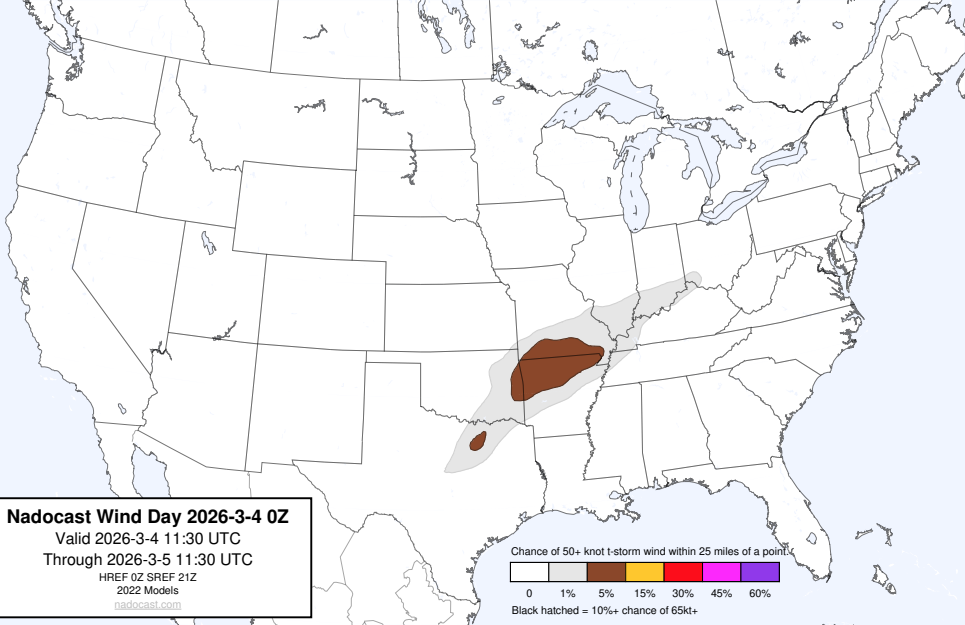 Nadocast Wind Day 2026-3-4 0Z
Valid 2026-3-4 11:30 UTC
Through 2026-3-5 11:30 UTC
HREF 0Z SREF 21Z
2022 Models
nadocast.com
Chance of 50+ knot t-storm wind within 25 miles of a point.
0 1% 5% 15% 30% 45% 60%
Black hatched = 10%+ chance of 65kt+